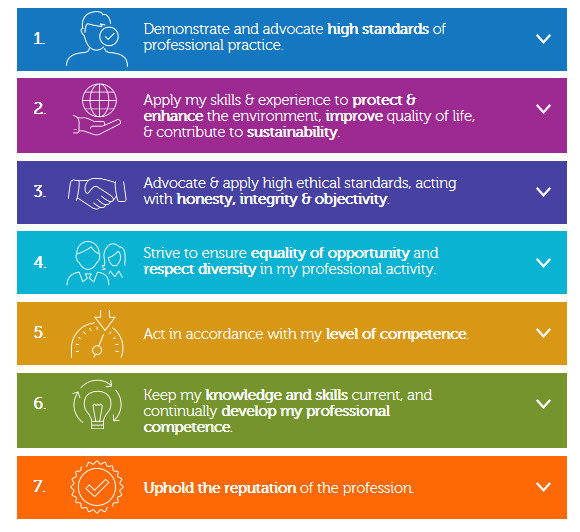 1.
Demonstrate and advocate high standards of
professional practice.
2.
Apply my skills & experience to protect &
enhance the environment, improve quality of life,
& contribute to sustainability.
3.
Advocate & apply high ethical standards, acting
with honesty, integrity & objectivity.
4.
Strive to ensure equality of opportunity and
respect diversity in my professional activity.
5.
Act in accordance with my level of competence.
6.
Keep my knowledge and skills current, and
continually develop my professional
competence.
7.
Uphold the reputation of the profession.